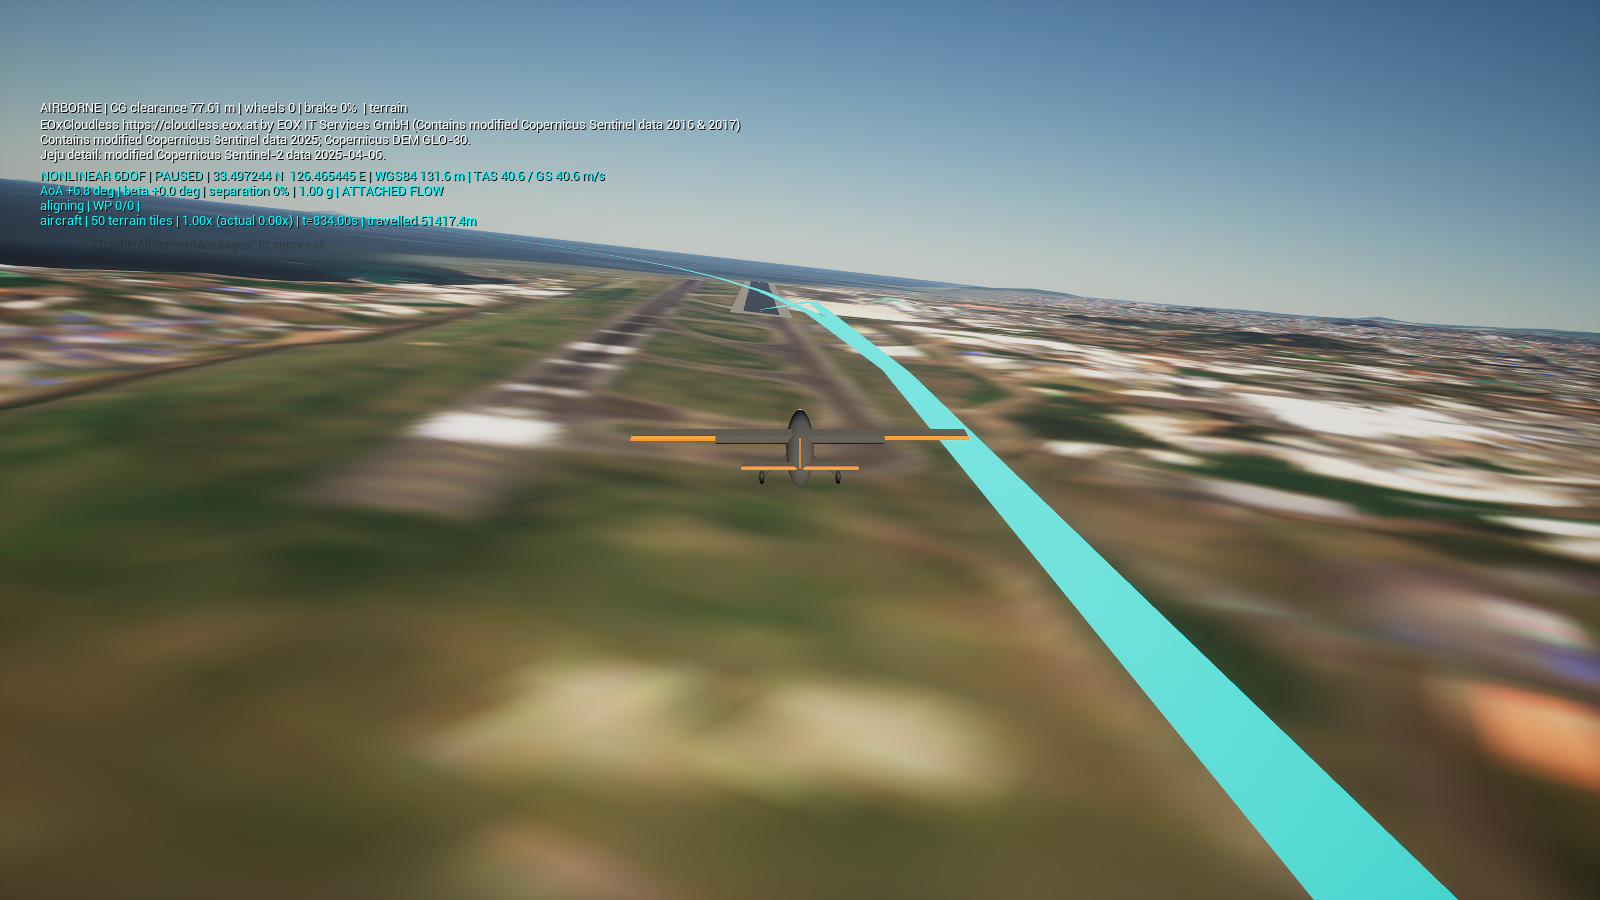 AIRBORNE | CG clearance 77.61 m | wheels 0 | brake 0% | terrain
EOxCloudless https://cloudless.eox.at by EOX IT Services GmbH (Contains modified Copernicus Sentinel data 2016 & 2017)
Contains modified Copernicus Sentinel data 2025; Copernicus DEM GLO-30.
Jeju detail: modified Copernicus Sentinel-2 data 2025-04-06.
NONLINEAR 6DOF | PAUSED | 33.497244 N 126.465445 E | WGS84 131.6 m | TAS 40.6 / GS 40.6 m/s
AoA +6.8 deg | beta +0.0 deg | separation 0% | 1.00 g | ATTACHED FLOW
aligning | WP 0/0 |
aircraft | 50 terrain tiles | 1.00x (actual 0.00x) | t=834.00s | travelled 51417.4m
'DisableAllScreenMessages' to suppress